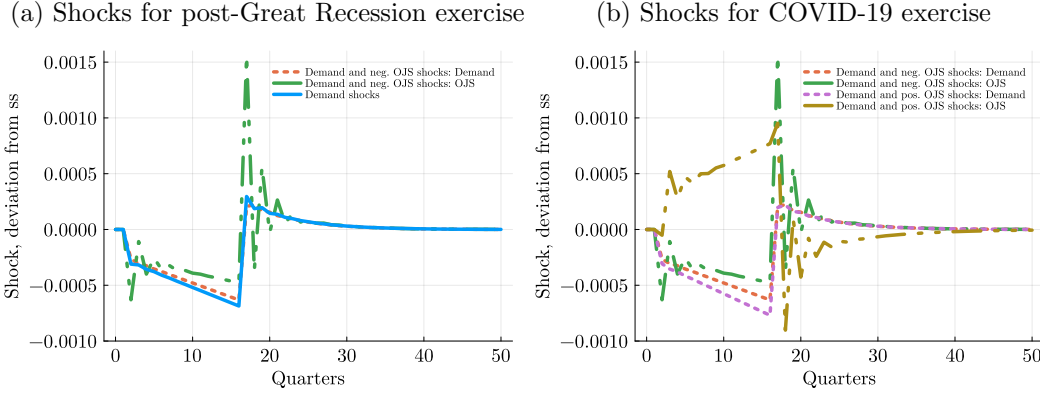 (a) Shocks for post-Great Recession exercise
Shock, deviation from ss
0.0015
0.0010
0.0005
0.0000
−0.0005
−0.0010
Demand and neg. OJS shocks: Demand
Demand and neg. OJS shocks: OJS
Demand shocks
0 10 20 30 40 50
Quarters
(b) Shocks for COVID-19 exercise
Shock, deviation from ss
0.0015
0.0010
0.0005
0.0000
−0.0005
−0.0010
Demand and neg. OJS shocks: Demand
Demand and neg. OJS shocks: OJS
Demand and pos. OJS shocks: Demand
Demand and pos. OJS shocks: OJS
0 10 20 30 40 50
Quarters